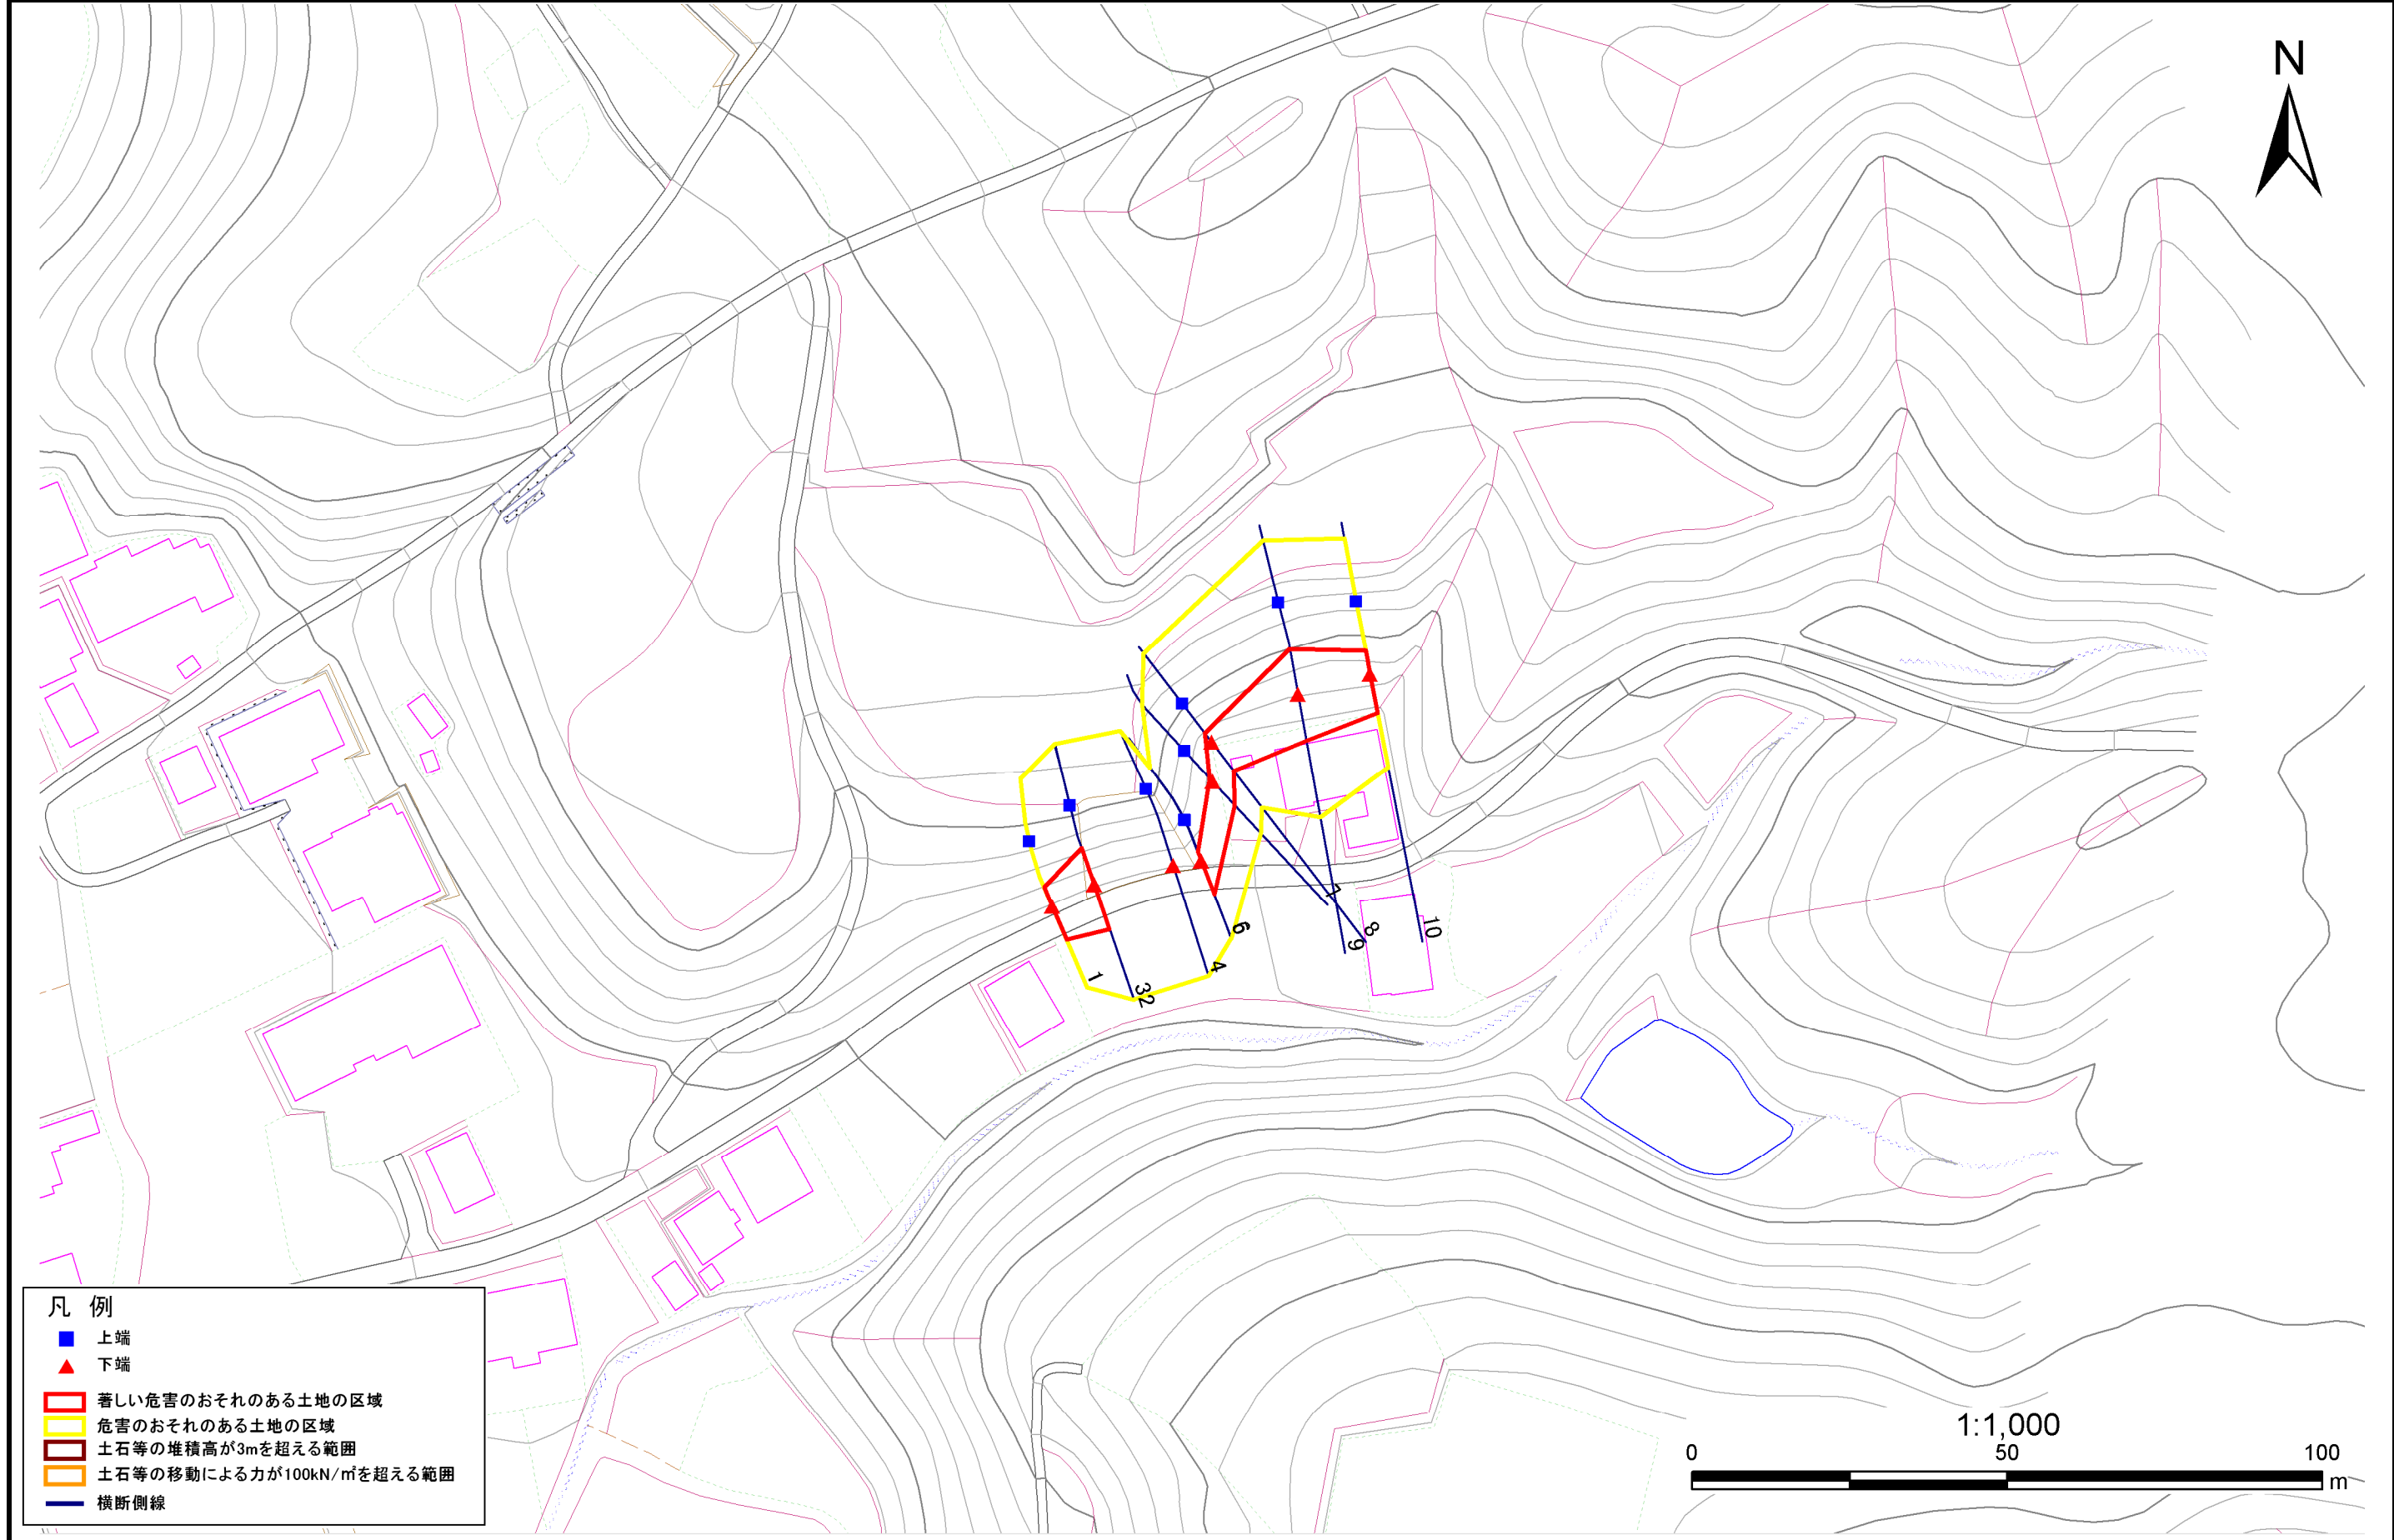 N
1
32
4
6
7
8
9
10
凡 例
上端
下端
著しい危害のおそれのある土地の区域
危害のおそれのある土地の区域
土石等の堆積高が3mを超える範囲
土石等の移動による力が100kN/㎡を超える範囲
横断側線
1:1,000
0 50 100
m